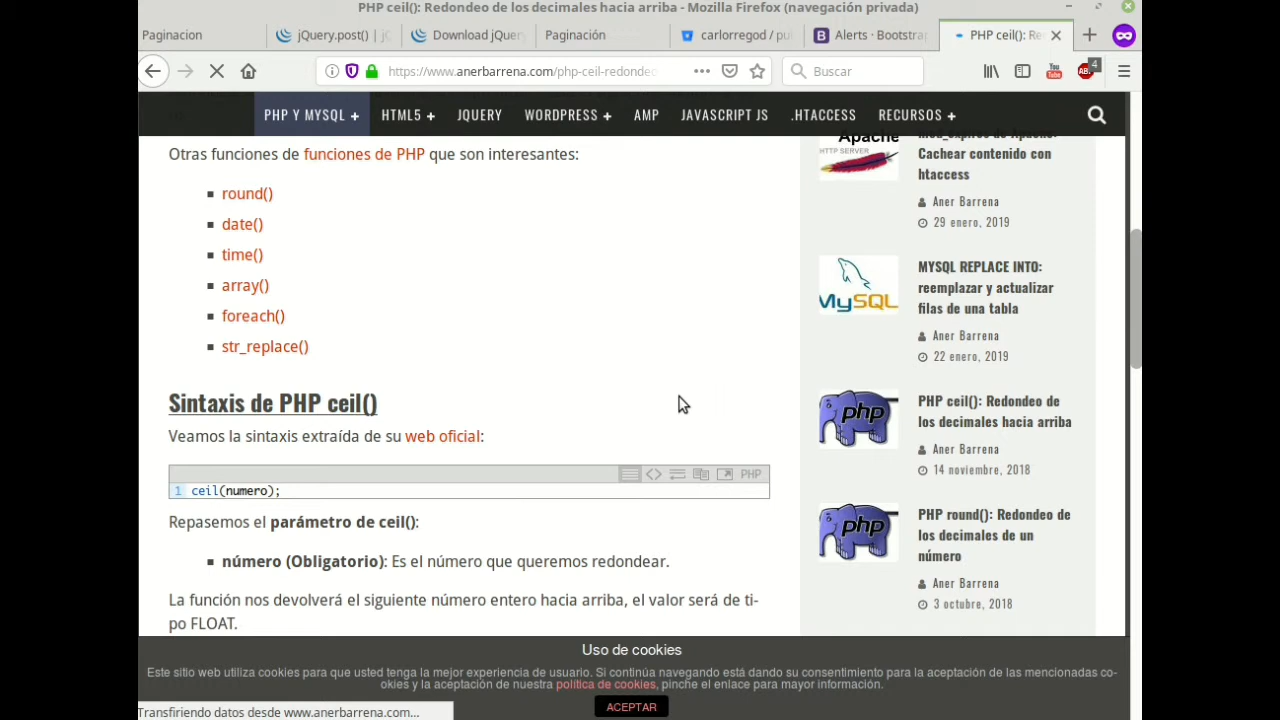 PHP ceil(): Redondeo de los decimales hacia arriba - Mozilla Firefox (navegación privada)
Paginacion
jQuery.post() | jQ
Download jQuery
Paginación
carlorregod / pu
Alerts · Bootstrap
PHP ceil(): Re
https://www.anerbarrena.com/php-ceil-redondeo
Buscar
4
PHP Y MYSQL +
HTML5 +
JQUERY
WORDPRESS +
AMP
JAVASCRIPT JS
.HTACCESS
RECURSOS +
Otras funciones de funciones de PHP que son interesantes:
round()
date()
time()
array()
foreach()
str_replace()
Sintaxis de PHP ceil()
Veamos la sintaxis extraída de su web oficial:
PHP
1 ceil(numero);
Repasemos el parámetro de ceil():
número (Obligatorio): Es el número que queremos redondear.
La función nos devolverá el siguiente número entero hacia arriba, el valor será de ti-
po FLOAT.
Apache
HTTP SERVER
mod_expires de Apache:
Cachear contenido con
htaccess
Aner Barrena
29 enero, 2019
MySQL
MYSQL REPLACE INTO:
reemplazar y actualizar
filas de una tabla
Aner Barrena
22 enero, 2019
php
PHP ceil(): Redondeo de
los decimales hacia arriba
Aner Barrena
14 noviembre, 2018
php
PHP round(): Redondeo de
los decimales de un
número
Aner Barrena
3 octubre, 2018
Uso de cookies
Este sitio web utiliza cookies para que usted tenga la mejor experiencia de usuario. Si continúa navegando está dando su consentimiento para la aceptación de las mencionadas co-
okies y la aceptación de nuestra política de cookies, pinche el enlace para mayor información.
ACEPTAR
Transfiriendo datos desde www.anerbarrena.com...